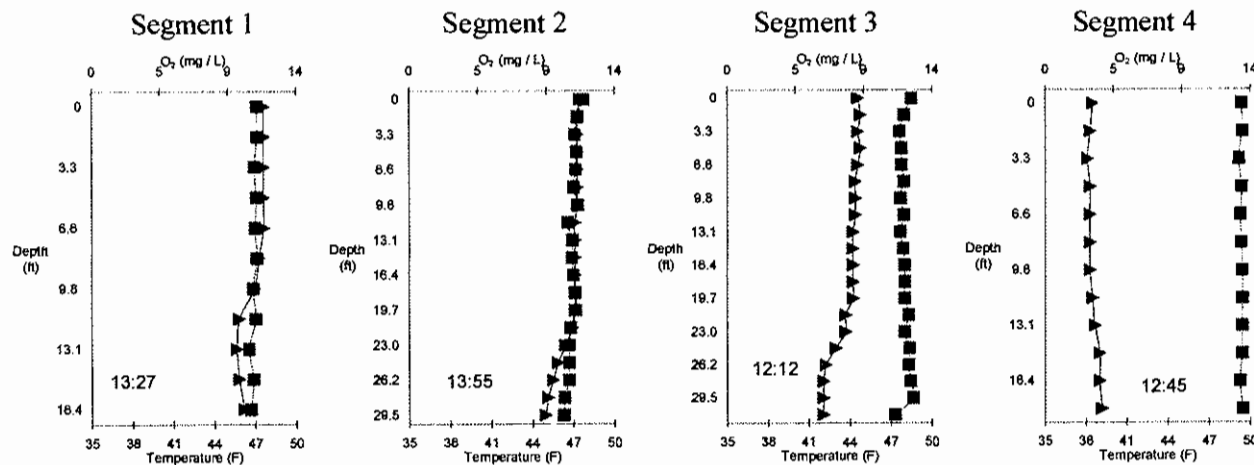 Segment 1
O₂ (mg / L)
0 5 9 14
0
3.3
6.8
Depth
(ft)
9.8
13.1
13:27
16.4
35 38 41 44 47 50
Temperature (F)
Segment 2
O₂ (mg / L)
0 5 9 14
0
3.3
6.6
9.8
Depth
(ft)
13.1
16.4
19.7
23.0
26.2
13:55
29.5
35 38 41 44 47 50
Temperature (F)
Segment 3
O₂ (mg / L)
0 5 9 14
0
3.3
6.6
9.8
13.1
Depth
(ft)
16.4
19.7
23.0
26.2
12:12
29.5
35 38 41 44 47 50
Temperature (F)
Segment 4
O₂ (mg / L)
0 5 9 14
0
3.3
6.6
Depth
(ft)
9.8
13.1
16.4
12:45
35 38 41 44 47 50
Temperature (F)